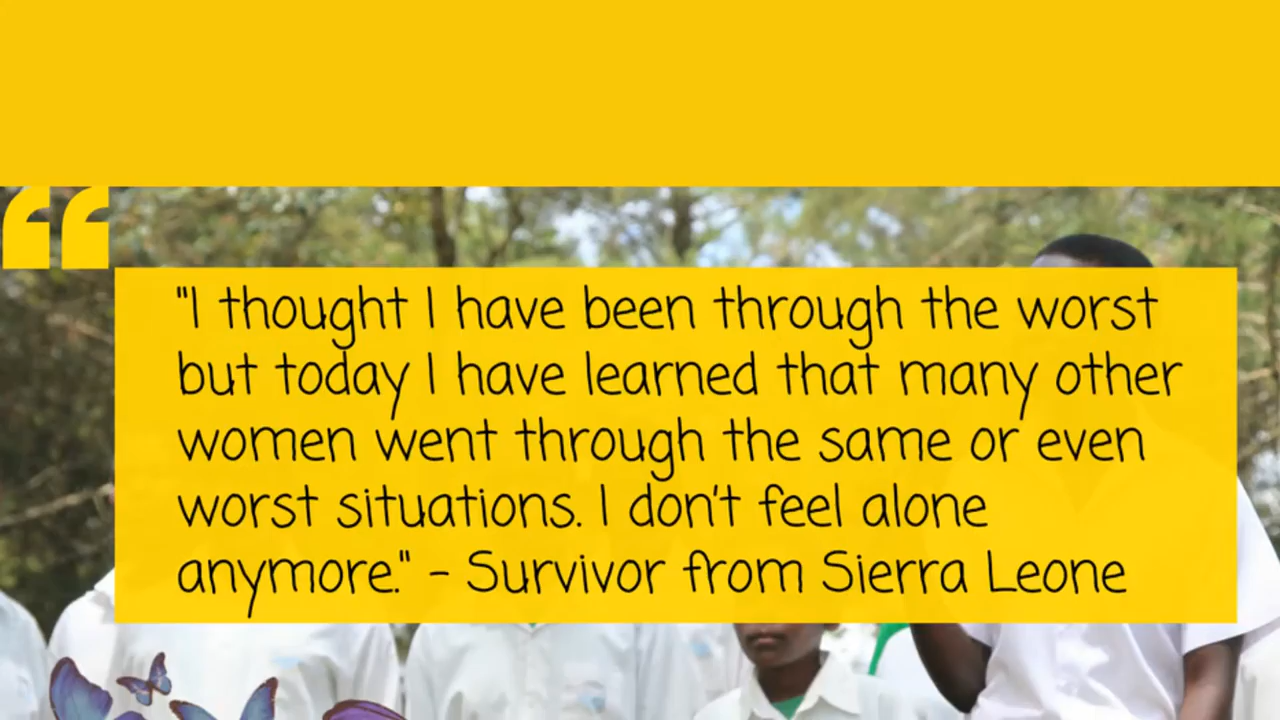 "I thought I have been through the worst
but today I have learned that many other
women went through the same or even
worst situations. I don't feel alone
anymore." - Survivor from Sierra Leone